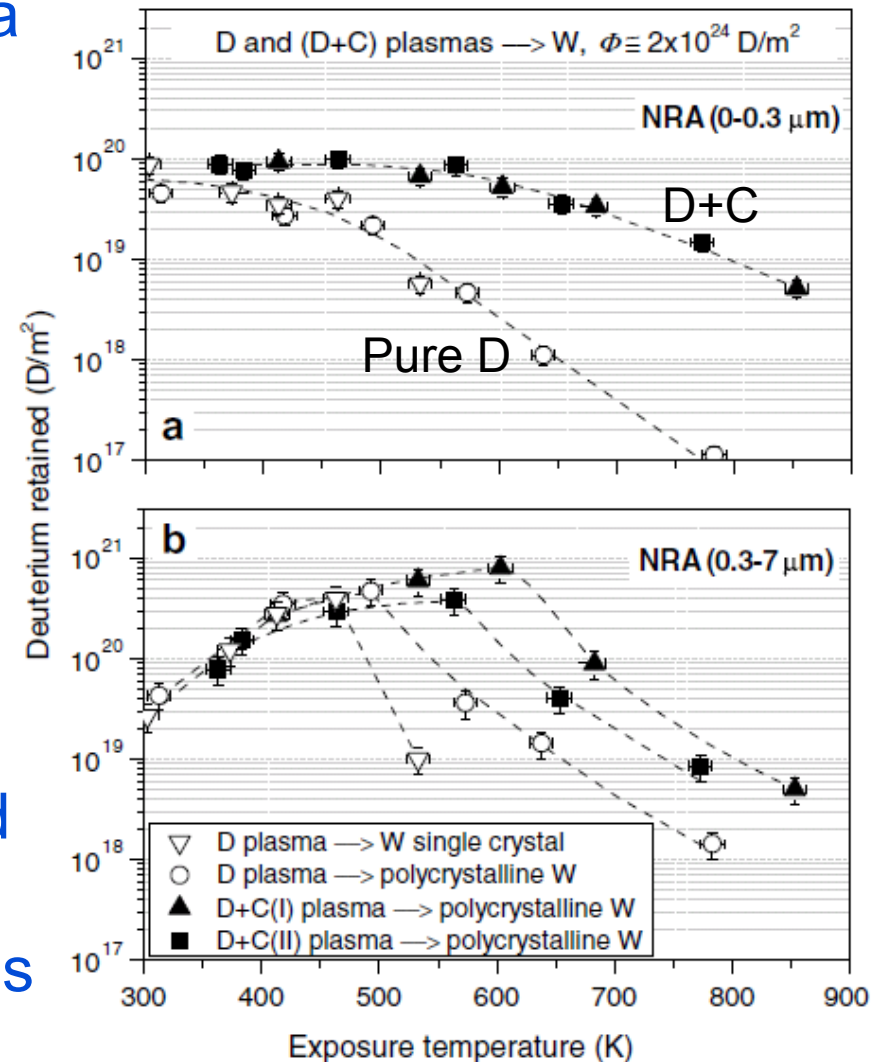 a
D and (D+C) plasmas —> W, Φ≅ 2x10²⁴ D/m²
NRA (0-0.3 μm)
D+C
Pure D
a
10²¹
10²⁰
10¹⁹
10¹⁸
10¹⁷
Deuterium retained (D/m²)
b
NRA (0.3-7 μm)
10²¹
10²⁰
10¹⁹
10¹⁸
10¹⁷
d
s
D plasma —> W single crystal
D plasma —> polycrystalline W
D+C(I) plasma —> polycrystalline W
D+C(II) plasma —> polycrystalline W
300 400 500 600 700 800 900
Exposure temperature (K)